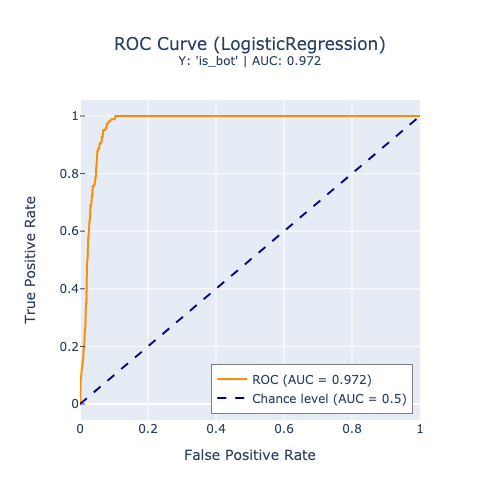 ROC Curve (LogisticRegression)
Y: 'is_bot' | AUC: 0.972
True Positive Rate
1
0.8
0.6
0.4
0.2
0
ROC (AUC = 0.972)
Chance level (AUC = 0.5)
0 0.2 0.4 0.6 0.8 1
False Positive Rate